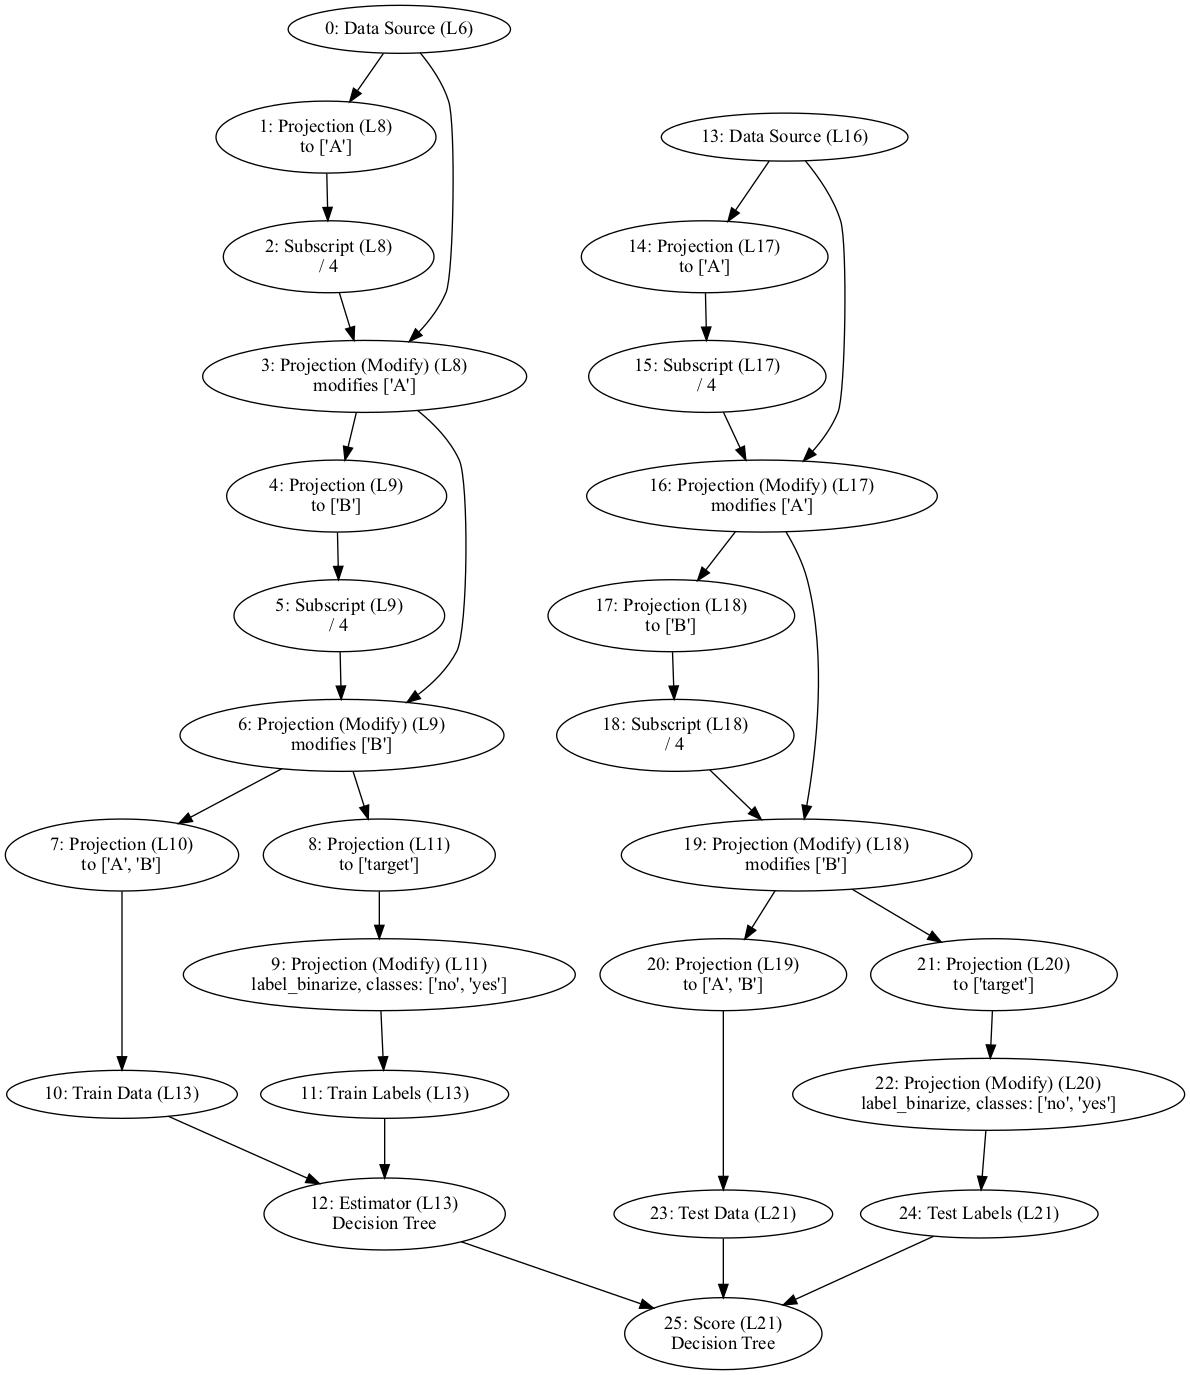 0: Data Source (L6)
1: Projection (L8)
to ['A']
2: Subscript (L8)
/ 4
3: Projection (Modify) (L8)
modifies ['A']
4: Projection (L9)
to ['B']
5: Subscript (L9)
/ 4
6: Projection (Modify) (L9)
modifies ['B']
7: Projection (L10)
to ['A', 'B']
8: Projection (L11)
to ['target']
9: Projection (Modify) (L11)
label_binarize, classes: ['no', 'yes']
10: Train Data (L13)
11: Train Labels (L13)
12: Estimator (L13)
Decision Tree
13: Data Source (L16)
14: Projection (L17)
to ['A']
15: Subscript (L17)
/ 4
16: Projection (Modify) (L17)
modifies ['A']
17: Projection (L18)
to ['B']
18: Subscript (L18)
/ 4
19: Projection (Modify) (L18)
modifies ['B']
20: Projection (L19)
to ['A', 'B']
21: Projection (L20)
to ['target']
22: Projection (Modify) (L20)
label_binarize, classes: ['no', 'yes']
23: Test Data (L21)
24: Test Labels (L21)
25: Score (L21)
Decision Tree